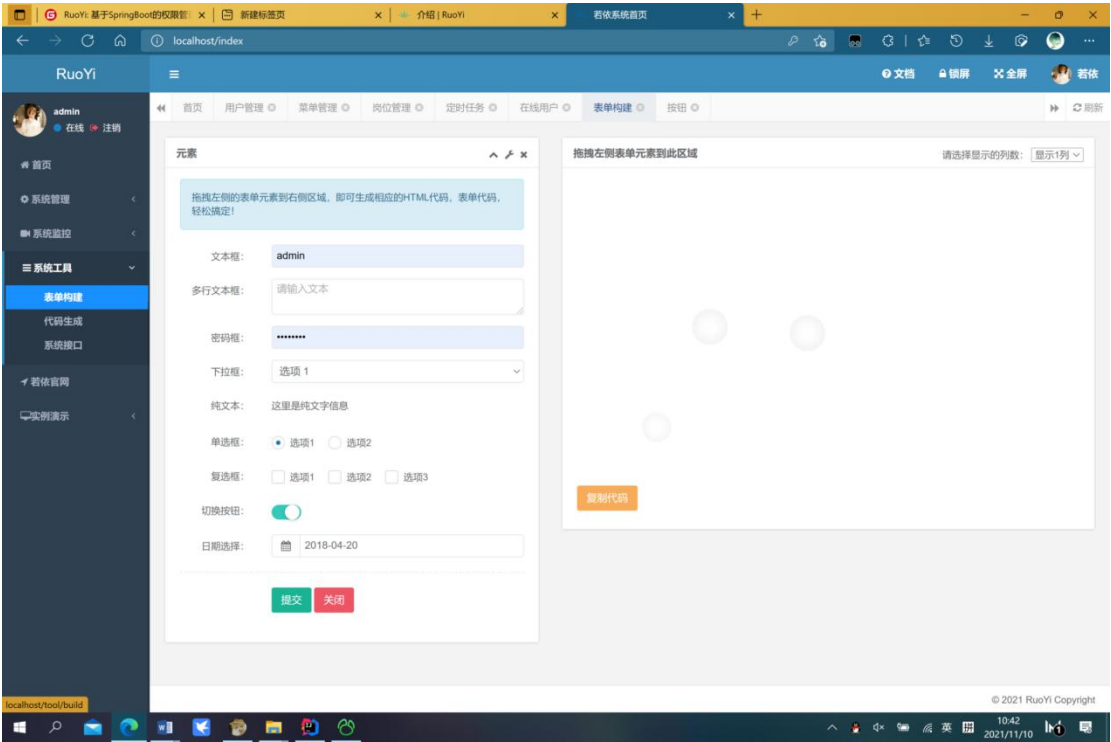 RuoYi: 基于SpringBoot的权限管
新建标签页
介绍 | RuoYi
若依系统首页
localhost/index
RuoYi
文档
锁屏
全屏
若依
admin
在线 注销
首页
用户管理
菜单管理
岗位管理
定时任务
在线用户
表单构建
按钮
刷新
首页
系统管理
系统监控
系统工具
表单构建
代码生成
系统接口
若依官网
实例演示
元素
拖拽左侧的表单元素到右侧区域，即可生成相应的HTML代码，表单代码，
轻松搞定！
文本框： admin
多行文本框： 请输入文本
密码框： ••••••••
下拉框： 选项 1
纯文本： 这里是纯文字信息
单选框： 选项1 选项2
复选框： 选项1 选项2 选项3
切换按钮：
日期选择： 2018-04-20
提交 关闭
拖拽左侧表单元素到此区域
请选择显示的列数： 显示1列
复制代码
© 2021 RuoYi Copyright
localhost/tool/build
英
拼
10:42
2021/11/10